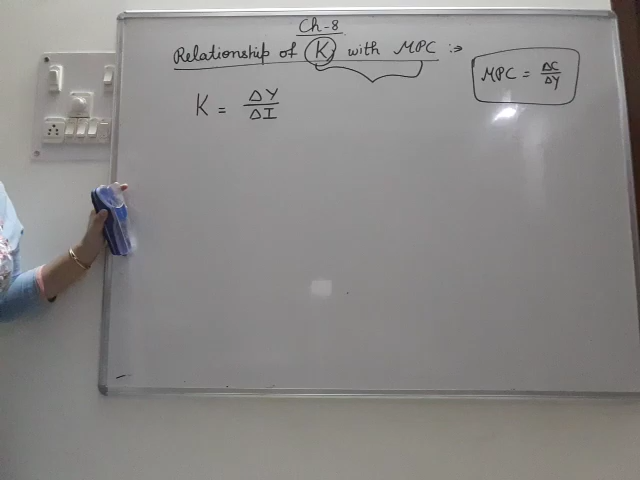 Ch-8
Relationship of K with MPC :→
MPC = ΔC/ΔY
K = ΔY/ΔI